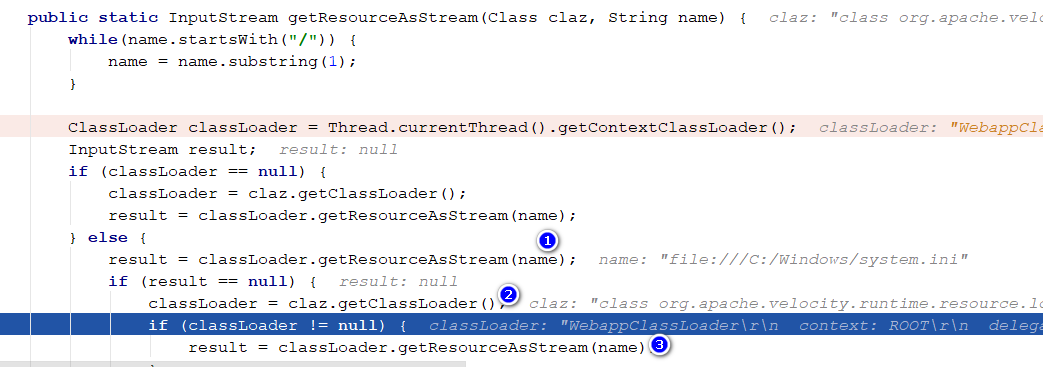 public static InputStream getResourceAsStream(Class claz, String name) {  claz: "class org.apache.velo
while(name.startsWith("/")) {
name = name.substring(1);
}
ClassLoader classLoader = Thread.currentThread().getContextClassLoader();  classLoader: "WebappCla
InputStream result;  result: null
if (classLoader == null) {
classLoader = claz.getClassLoader();
result = classLoader.getResourceAsStream(name);
} else {
1
result = classLoader.getResourceAsStream(name);  name: "file:///C:/Windows/system.ini"
if (result == null) {  result: null
classLoader = claz.getClassLoader(); 2 claz: "class org.apache.velocity.runtime.resource.lo
if (classLoader != null) {  classLoader: "WebappClassLoader\r\n  context: ROOT\r\n  delega
result = classLoader.getResourceAsStream(name) 3